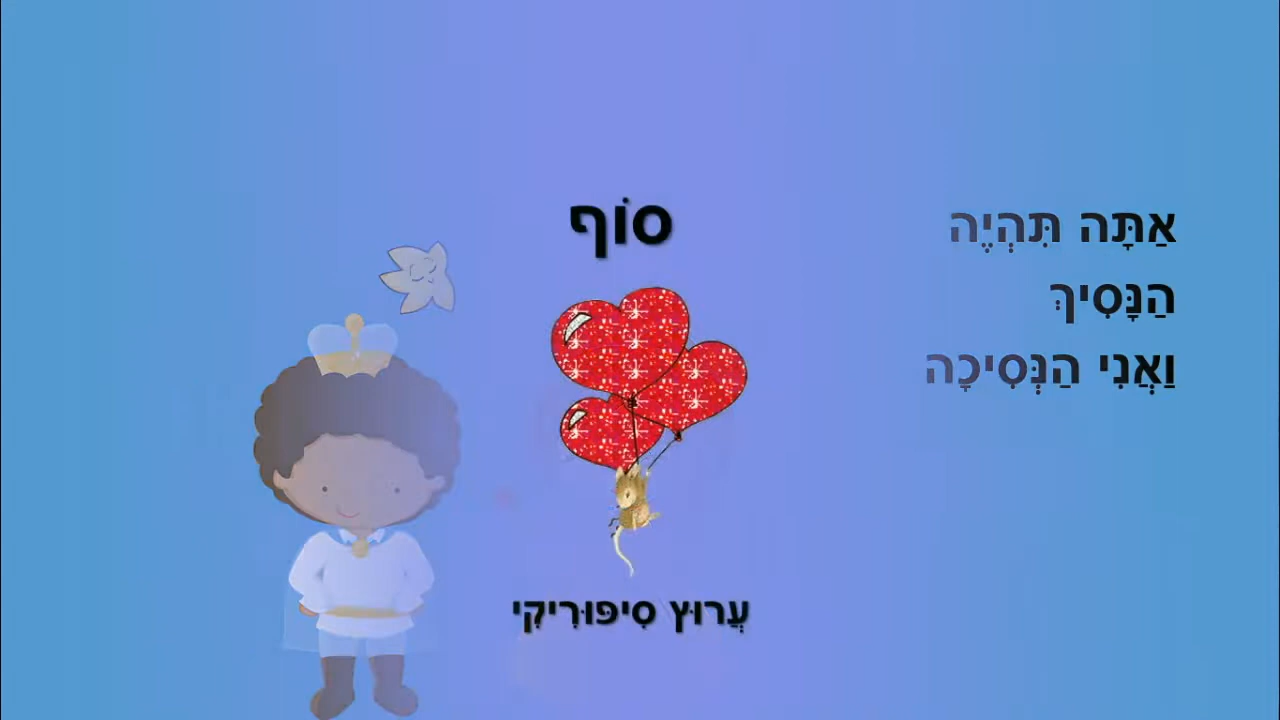 סוֹף
אַתָּה תִּהְיֶה
הַנָּסִיךְ
וַאֲנִי הַנְּסִיכָה
עֲרוּץ סִיפּוּרִיקִי